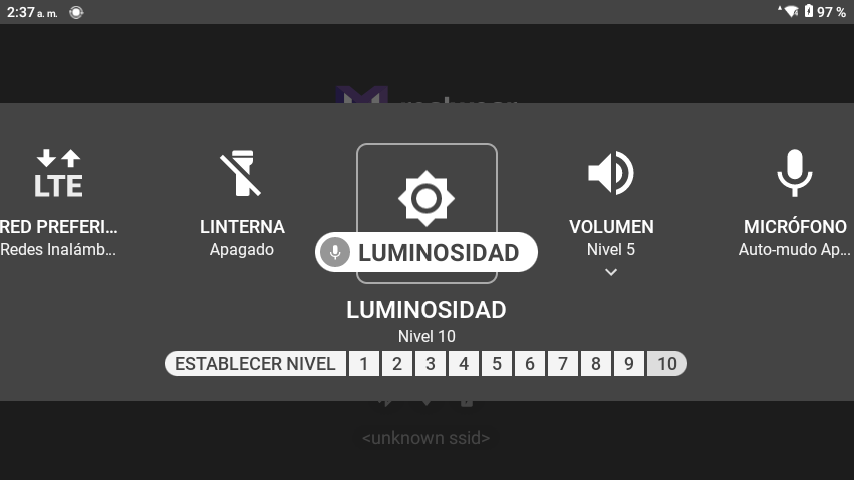 2:37 a. m.
97 %
LTE
RED PREFERI...
Redes Inalámb...
LINTERNA
Apagado
LUMINOSIDAD
VOLUMEN
Nivel 5
MICRÓFONO
Auto-mudo Ap...
LUMINOSIDAD
Nivel 10
ESTABLECER NIVEL 1 2 3 4 5 6 7 8 9 10
<unknown ssid>